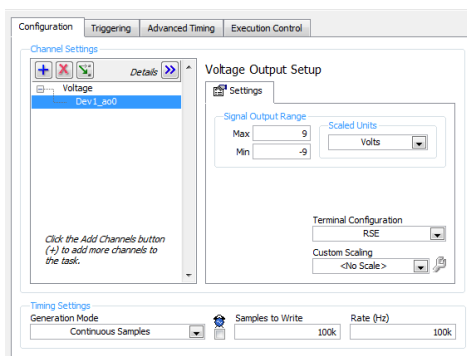 Configuration Triggering Advanced Timing Execution Control
Channel Settings
Details
Voltage
Dev1_ao0
Click the Add Channels button
(+) to add more channels to
the task.
Voltage Output Setup
Settings
Signal Output Range
Max 9
Min -9
Scaled Units
Volts
Terminal Configuration
RSE
Custom Scaling
<No Scale>
Timing Settings
Generation Mode
Continuous Samples
Samples to Write
100k
Rate (Hz)
100k